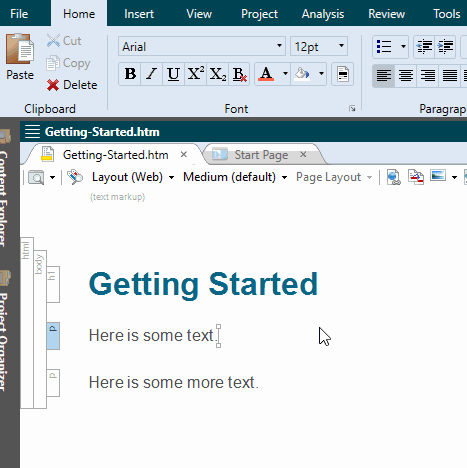 File Home Insert View Project Analysis Review Tools
Paste
Cut
Copy
Delete
Arial 12pt
B I U X² X₂ B A
Clipboard Font Paragrap
Getting-Started.htm
Getting-Started.htm Start Page
Layout (Web) Medium (default) Page Layout
(text markup)
Content Explorer
Project Organizer
html
body
h1
Getting Started
p
Here is some text.
p
Here is some more text.